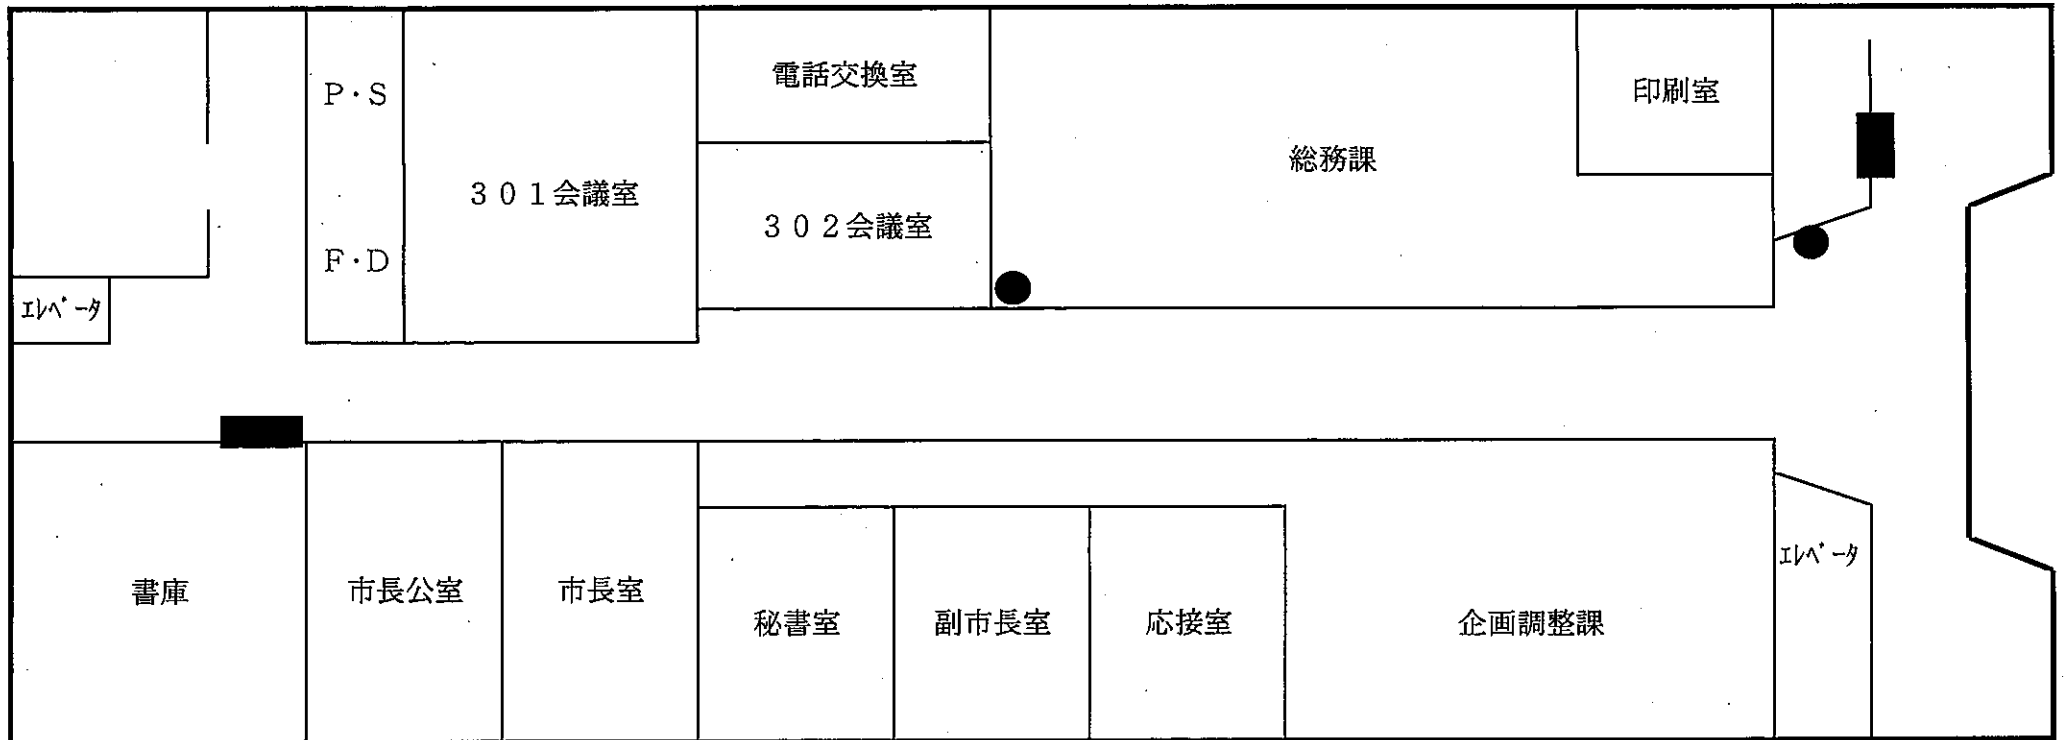 P・S
電話交換室
印刷室
総務課
301会議室
302会議室
F・D
エレベータ
書庫
市長公室
市長室
秘書室
副市長室
応接室
企画調整課
エレベータ